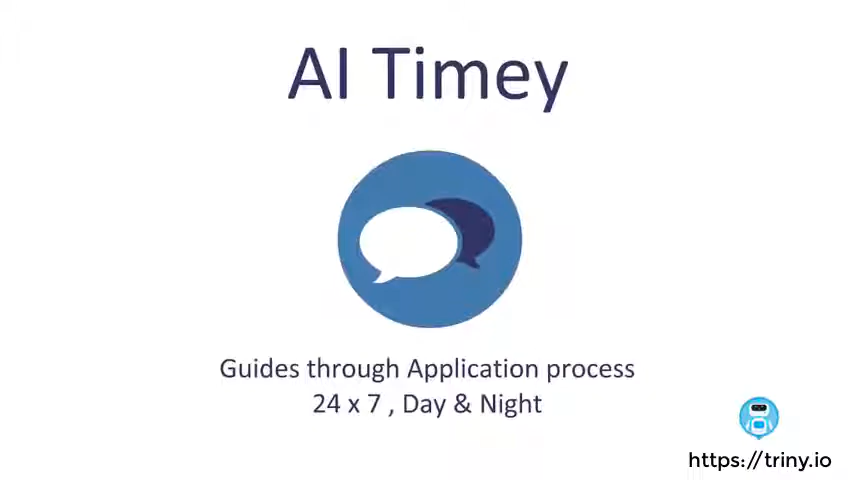 AI Timey
Guides through Application process
24 x 7 , Day & Night
https://triny.io